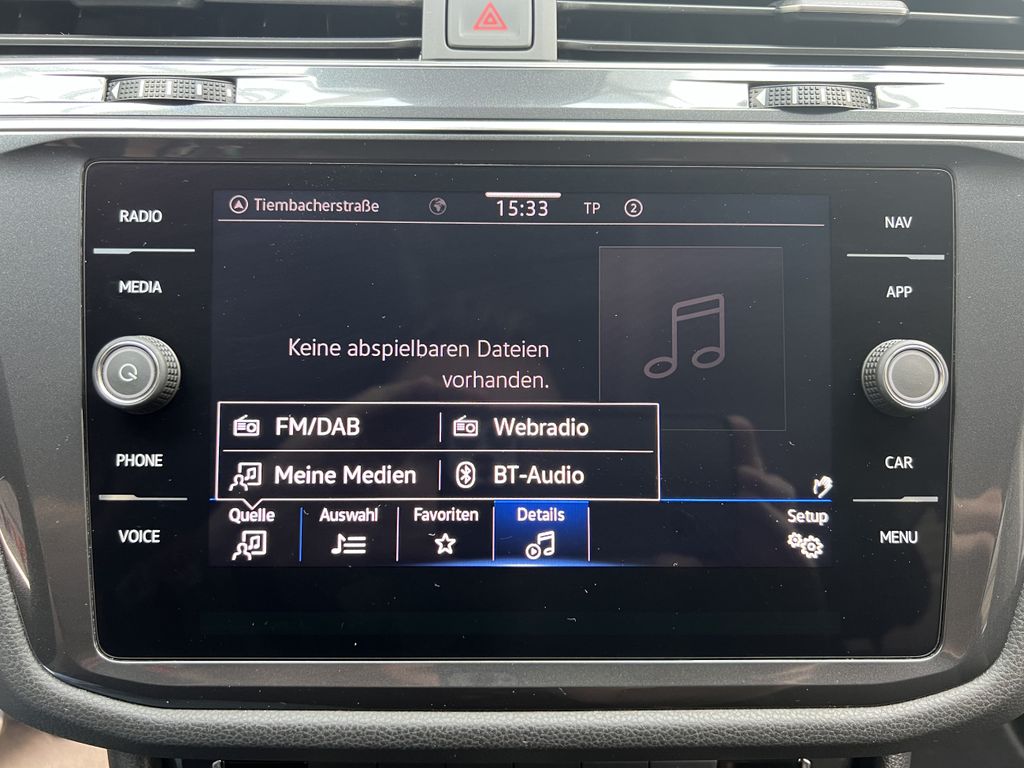 RADIO
MEDIA
PHONE
VOICE
Tiembacherstraße 15:33 TP 2
Keine abspielbaren Dateien
vorhanden.
FM/DAB Webradio
Meine Medien BT-Audio
Quelle Auswahl Favoriten Details Setup
NAV
APP
CAR
MENU